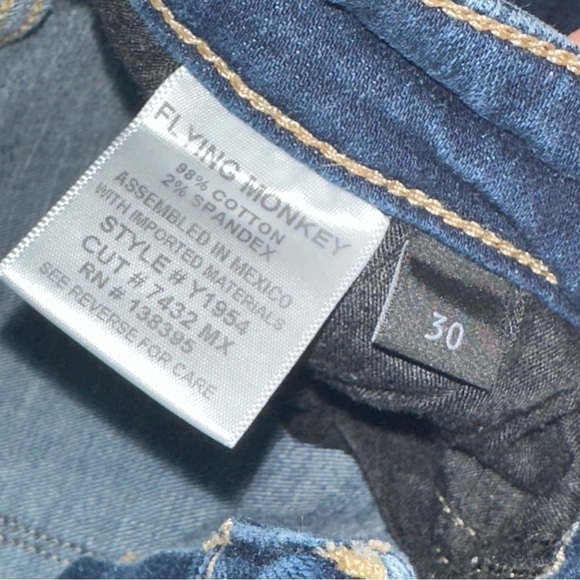 FLYING MONKEY
98% COTTON
2% SPANDEX
ASSEMBLED IN MEXICO
WITH IMPORTED MATERIALS
STYLE # Y1954
CUT # 7432 MX
RN # 138395
SEE REVERSE FOR CARE
30